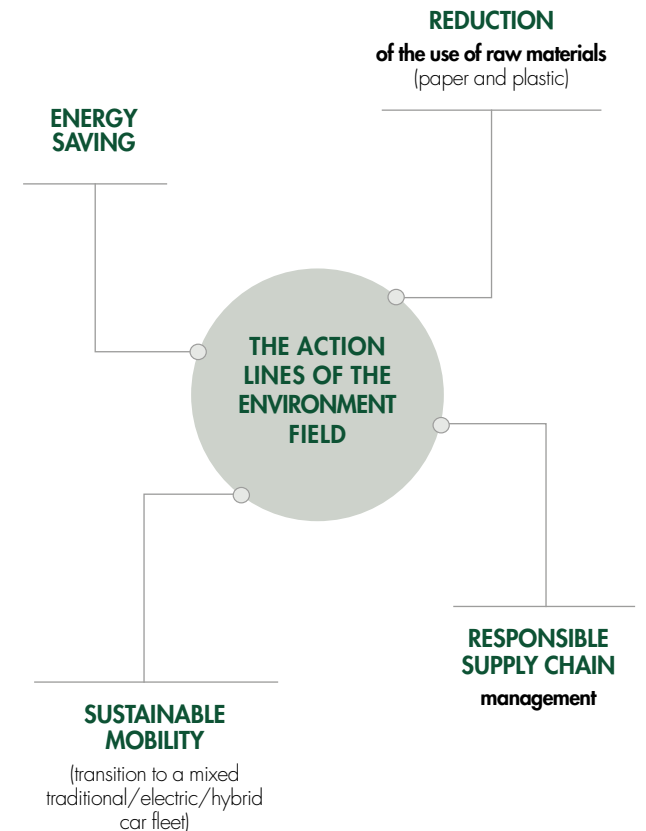 REDUCTION
of the use of raw materials
(paper and plastic)
ENERGY
SAVING
THE ACTION
LINES OF THE
ENVIRONMENT
FIELD
RESPONSIBLE
SUPPLY CHAIN
management
SUSTAINABLE
MOBILITY
(transition to a mixed
traditional/electric/hybrid
car fleet)